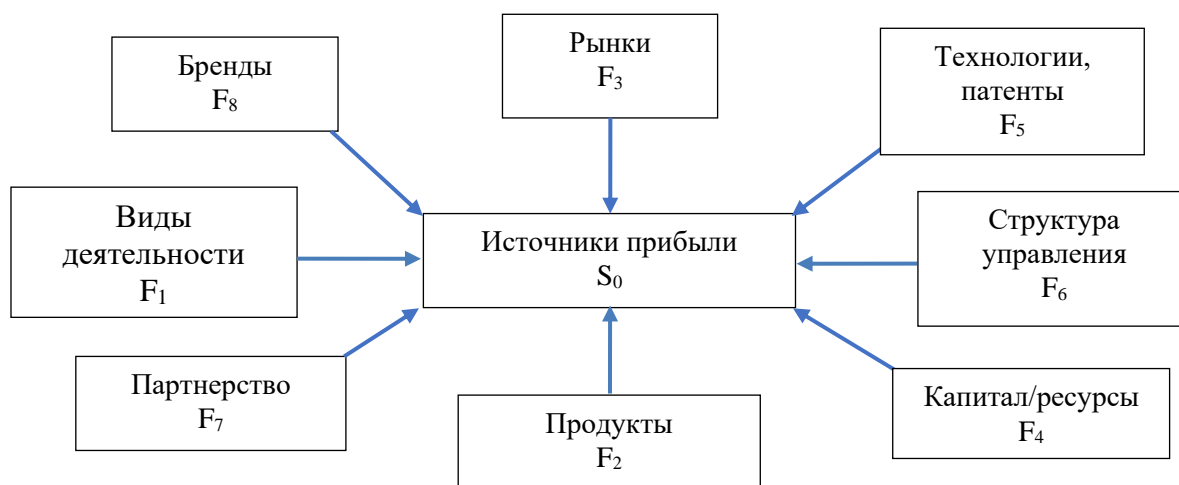 Рынки
F₃
Бренды
F₈
Технологии,
патенты
F₅
Виды
деятельности
F₁
Источники прибыли
S₀
Структура
управления
F₆
Партнерство
F₇
Продукты
F₂
Капитал/ресурсы
F₄